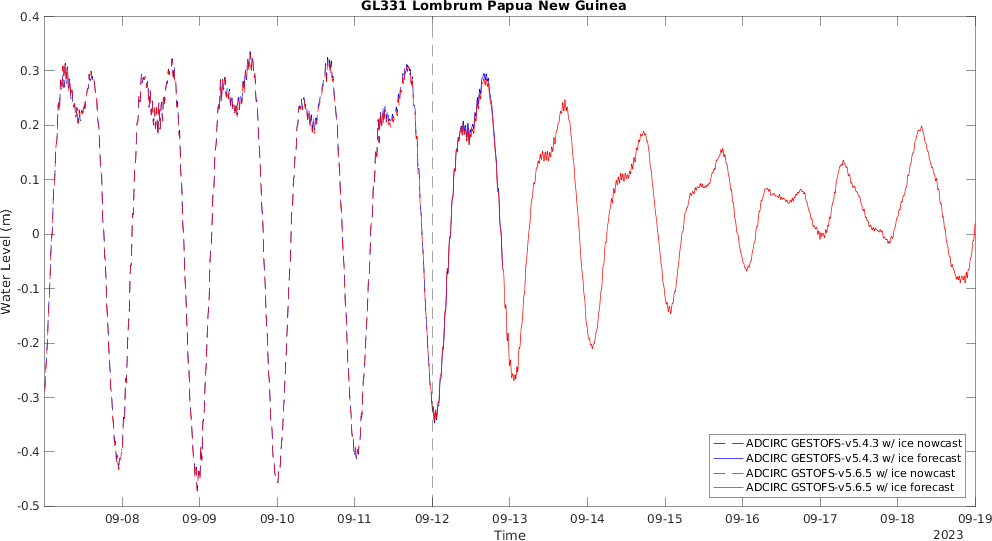 GL331 Lombrum Papua New Guinea
0.4
0.3
0.2
0.1
0
-0.1
-0.2
-0.3
-0.4
-0.5
Water Level (m)
ADCIRC GESTOFS-v5.4.3 w/ ice nowcast
ADCIRC GESTOFS-v5.4.3 w/ ice forecast
ADCIRC GSTOFS-v5.6.5 w/ ice nowcast
ADCIRC GSTOFS-v5.6.5 w/ ice forecast
09-08 09-09 09-10 09-11 09-12 09-13 09-14 09-15 09-16 09-17 09-18 09-19
Time
2023